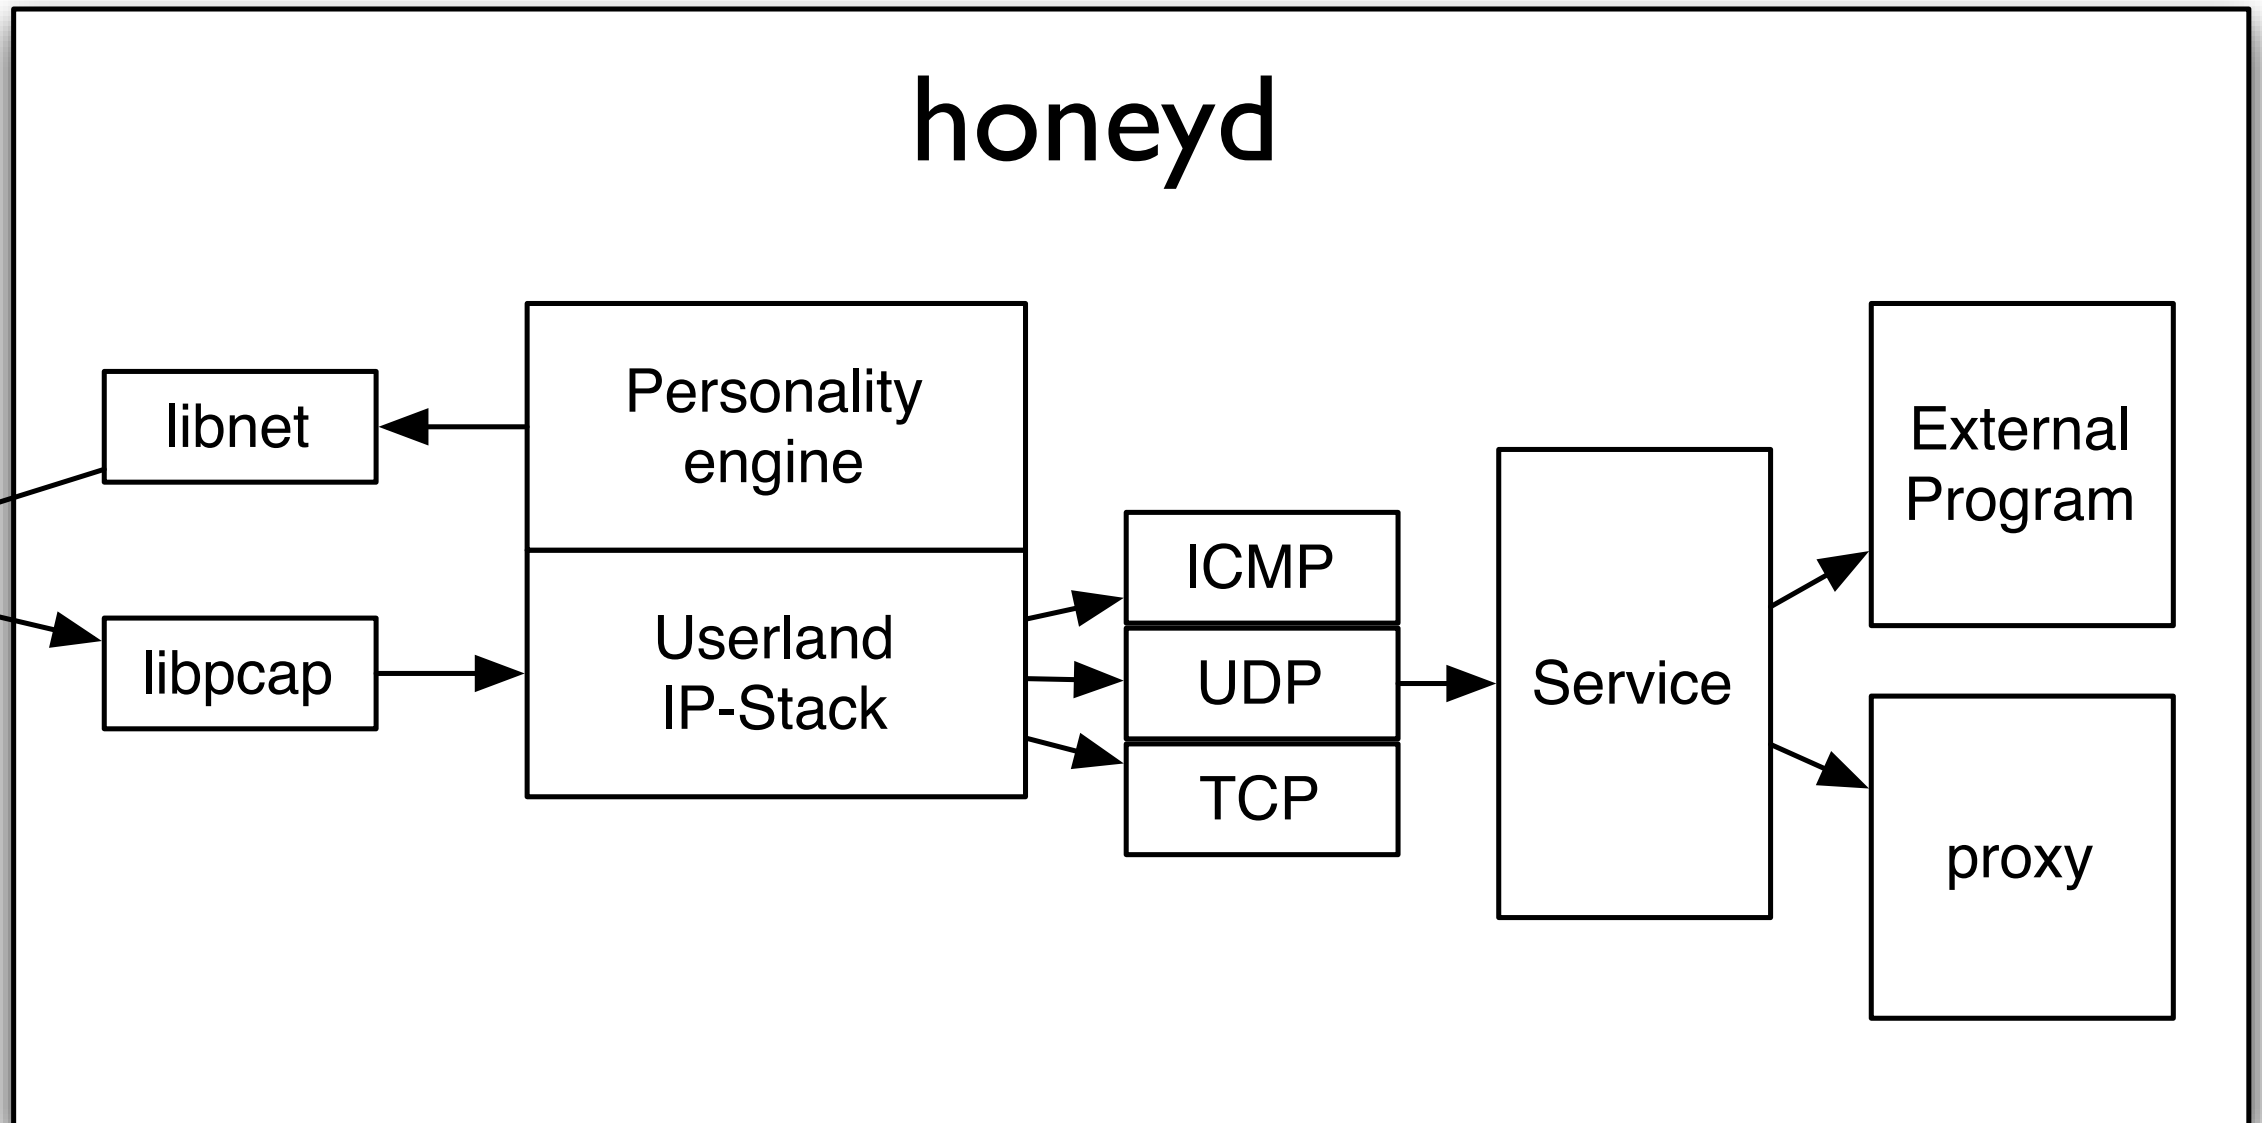 honeyd
libnet
Personality
engine
libpcap
Userland
IP-Stack
ICMP
UDP
TCP
Service
External
Program
proxy